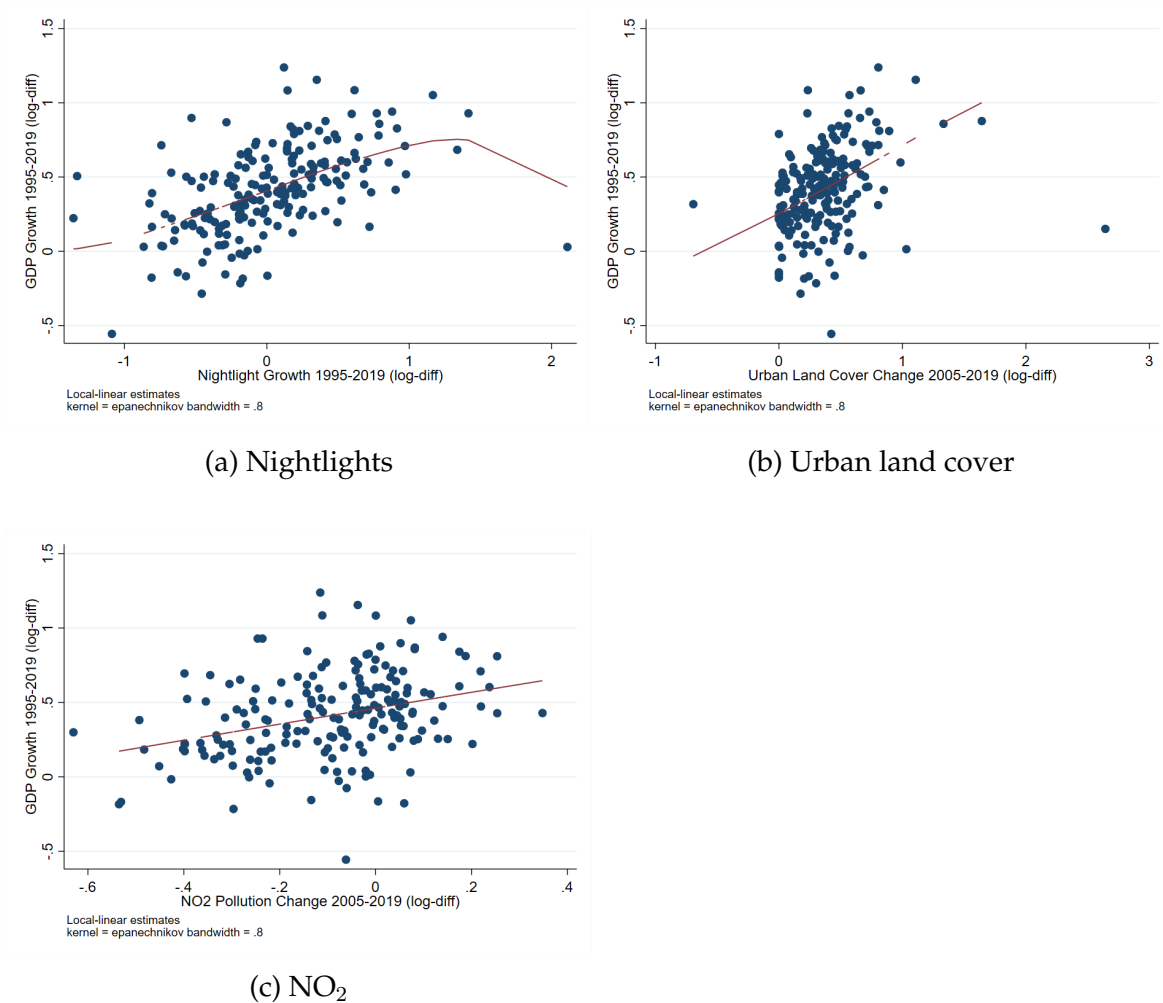 GDP Growth 1995-2019 (log-diff)
1.5
1
.5
0
-.5
-1
0
1
2
Nightlight Growth 1995-2019 (log-diff)
Local-linear estimates
kernel = epanechnikov bandwidth = .8
(a) Nightlights
GDP Growth 1995-2019 (log-diff)
1.5
1
.5
0
-.5
-1
0
1
2
3
Urban Land Cover Change 2005-2019 (log-diff)
Local-linear estimates
kernel = epanechnikov bandwidth = .8
(b) Urban land cover
GDP Growth 1995-2019 (log-diff)
1.5
1
.5
0
-.5
-.6
-.4
-.2
0
.2
.4
NO2 Pollution Change 2005-2019 (log-diff)
Local-linear estimates
kernel = epanechnikov bandwidth = .8
(c) NO₂